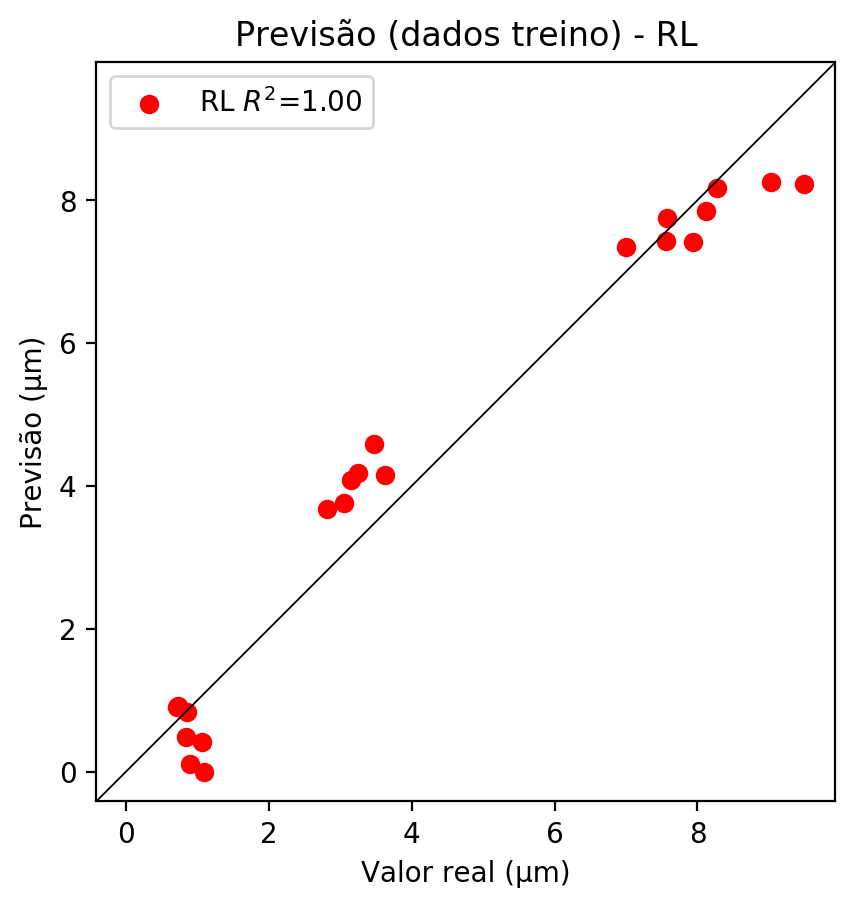 Previsão (dados treino) - RL
RL R²=1.00
8
6
4
2
0
Previsão (µm)
0 2 4 6 8
Valor real (µm)